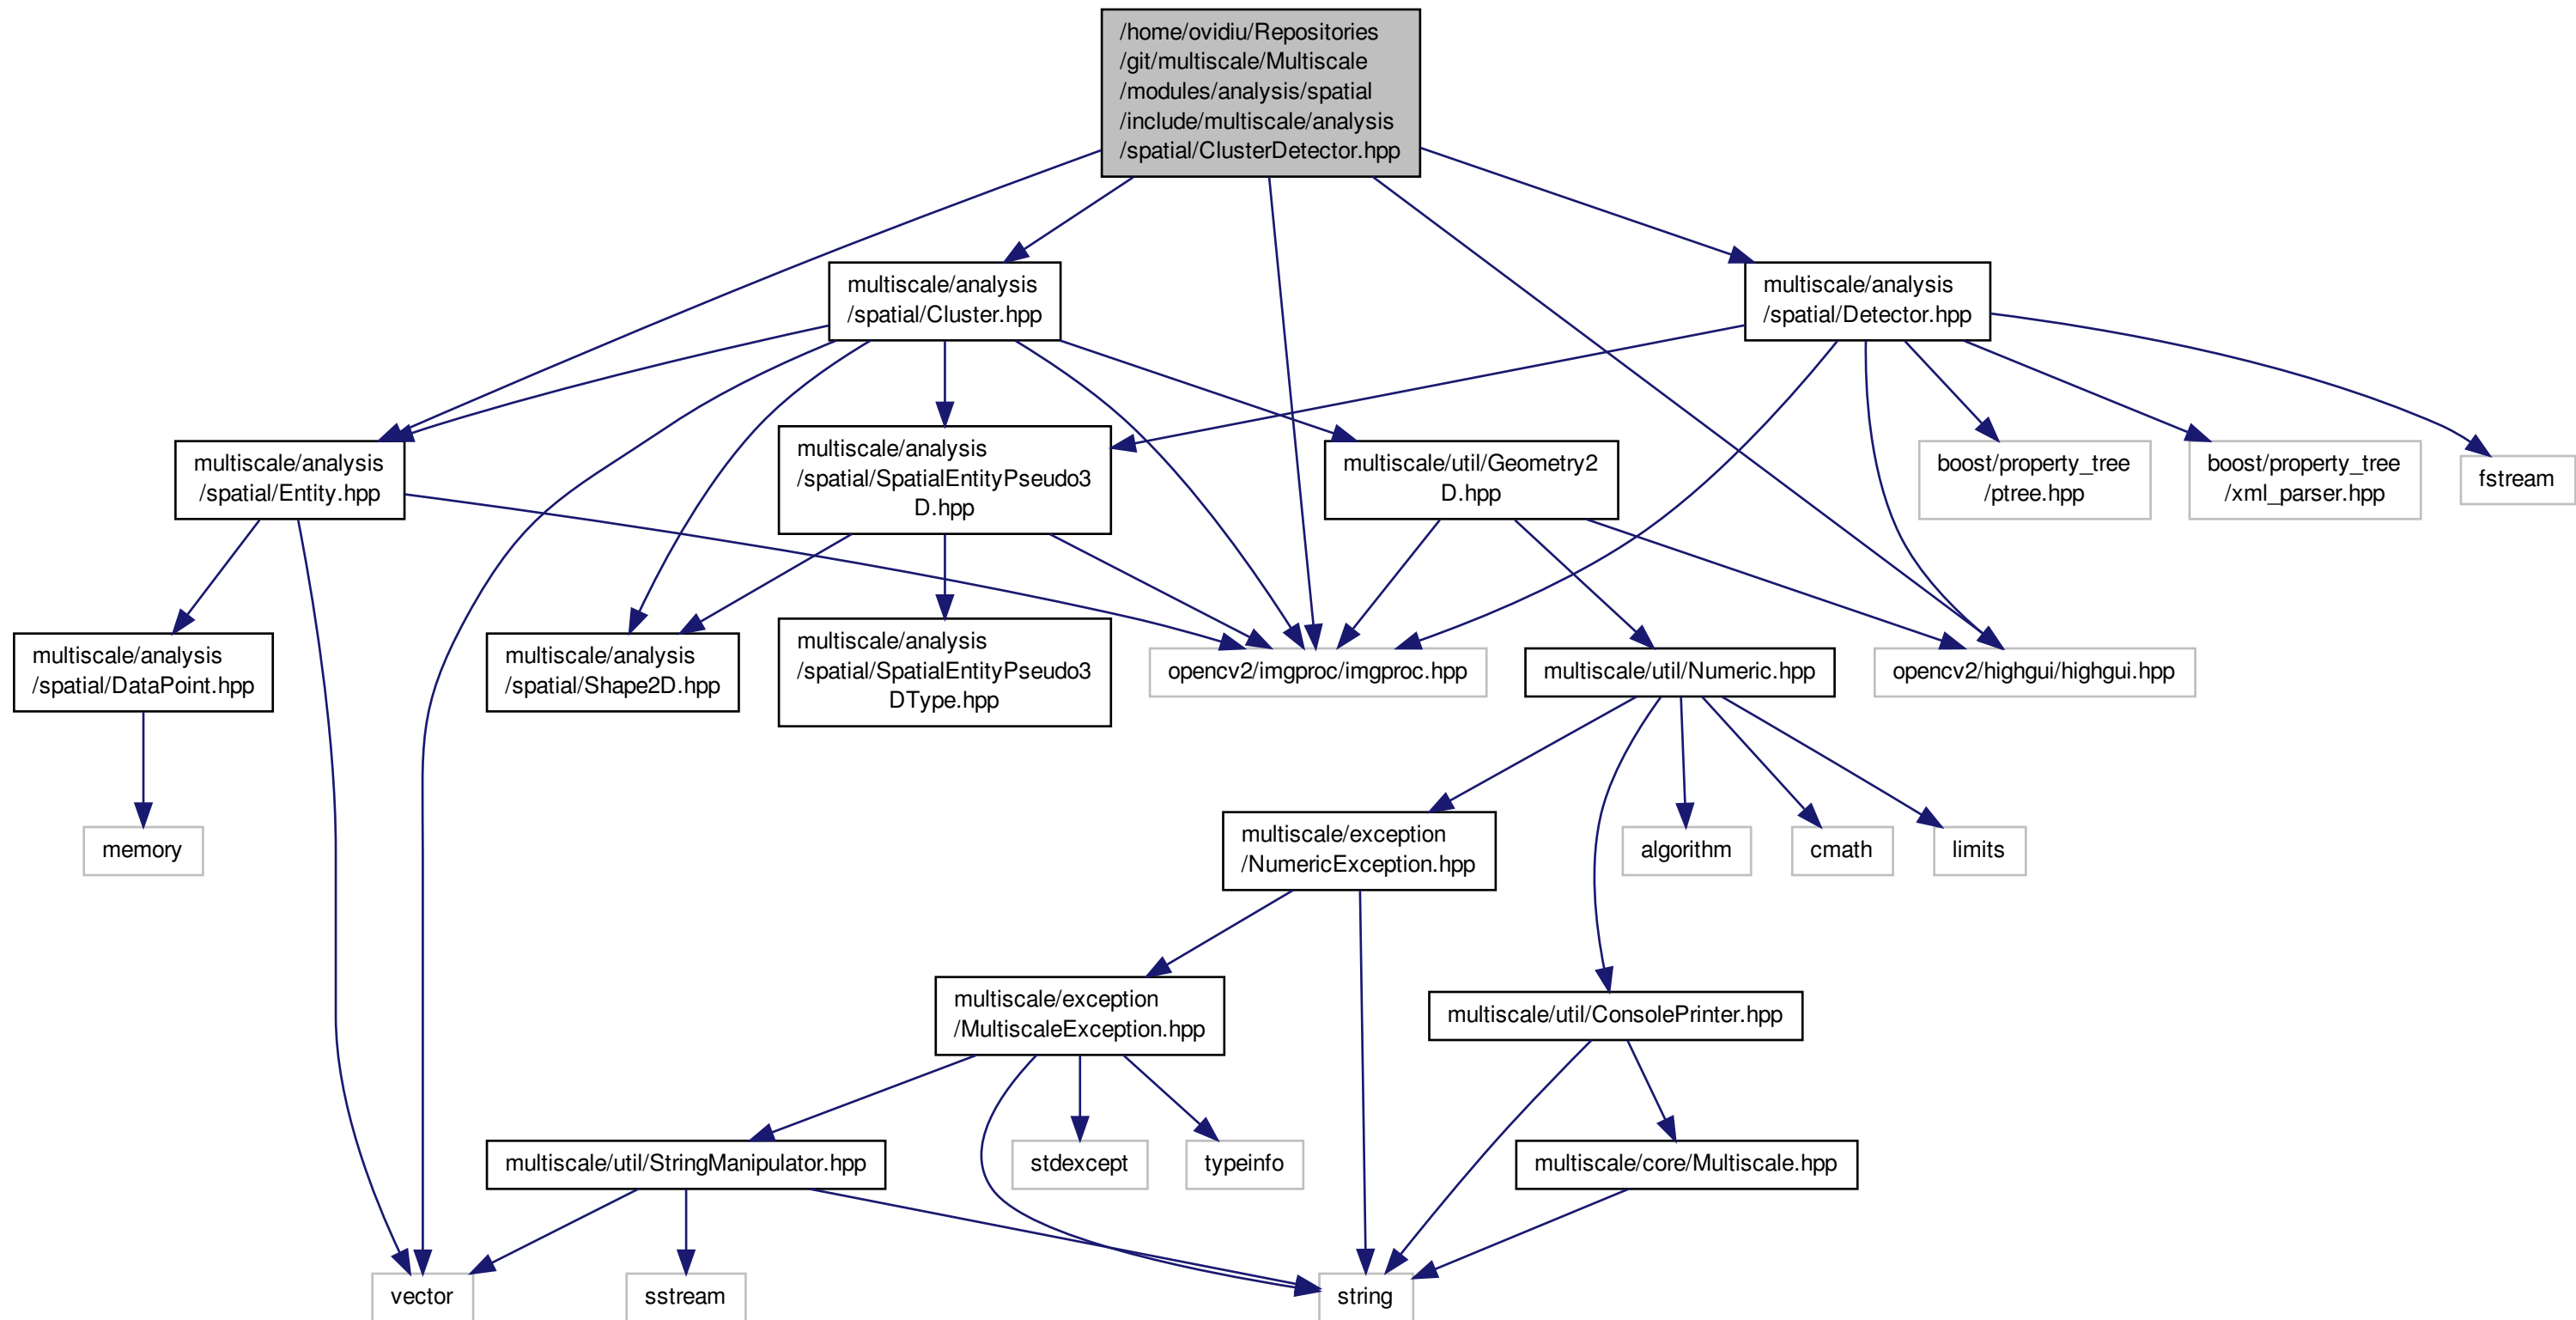 /home/ovidiu/Repositories
/git/multiscale/Multiscale
/modules/analysis/spatial
/include/multiscale/analysis
/spatial/ClusterDetector.hpp
multiscale/analysis
/spatial/Cluster.hpp
multiscale/analysis
/spatial/Detector.hpp
multiscale/analysis
/spatial/Entity.hpp
multiscale/analysis
/spatial/SpatialEntityPseudo3
D.hpp
multiscale/util/Geometry2
D.hpp
boost/property_tree
/ptree.hpp
boost/property_tree
/xml_parser.hpp
fstream
multiscale/analysis
/spatial/DataPoint.hpp
multiscale/analysis
/spatial/Shape2D.hpp
multiscale/analysis
/spatial/SpatialEntityPseudo3
DType.hpp
opencv2/imgproc/imgproc.hpp
multiscale/util/Numeric.hpp
opencv2/highgui/highgui.hpp
memory
multiscale/exception
/NumericException.hpp
algorithm
cmath
limits
multiscale/exception
/MultiscaleException.hpp
multiscale/util/ConsolePrinter.hpp
multiscale/util/StringManipulator.hpp
stdexcept
typeinfo
multiscale/core/Multiscale.hpp
vector
sstream
string